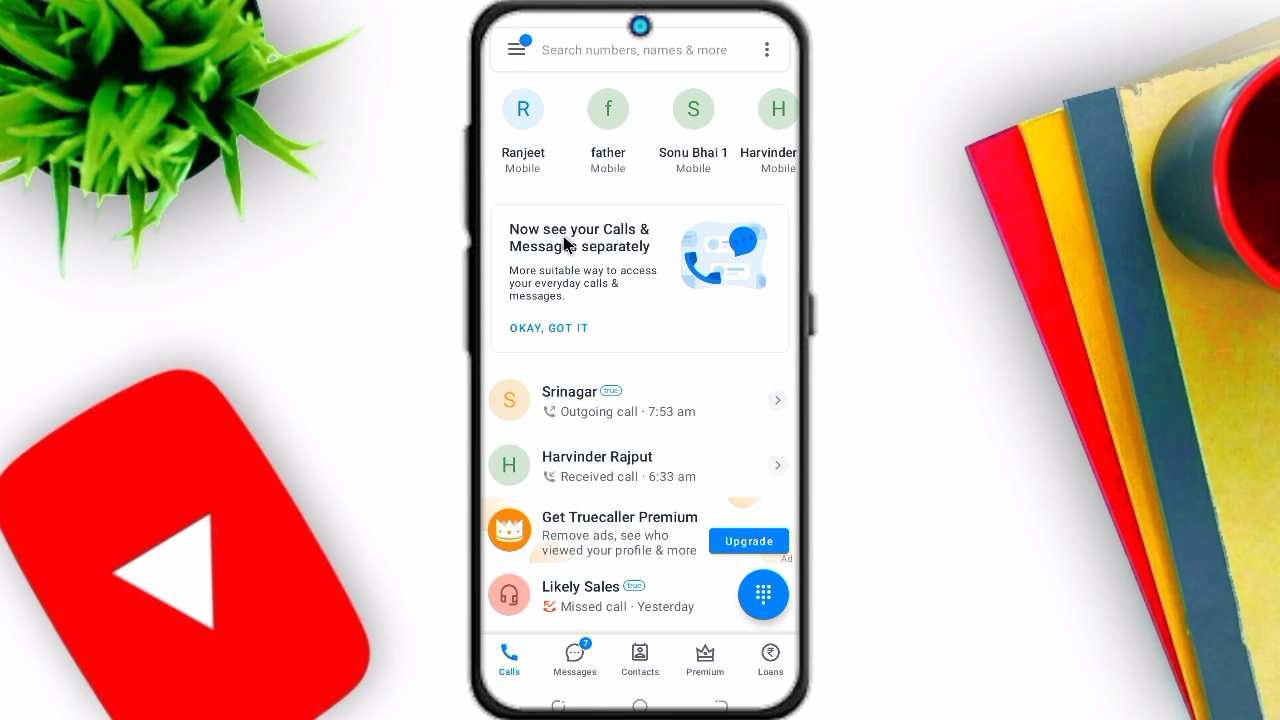 Search numbers, names & more
R f S H
Ranjeet father Sonu Bhai 1 Harvinder
Mobile Mobile Mobile Mobile
Now see your Calls &
Messages separately
More suitable way to access
your everyday calls &
messages.
OKAY, GOT IT
S
Srinagar true
Outgoing call · 7:53 am
H
Harvinder Rajput
Received call · 6:33 am
Get Truecaller Premium
Remove ads, see who
viewed your profile & more
Upgrade
Ad
Likely Sales true
Missed call · Yesterday
7
Calls Messages Contacts Premium Loans